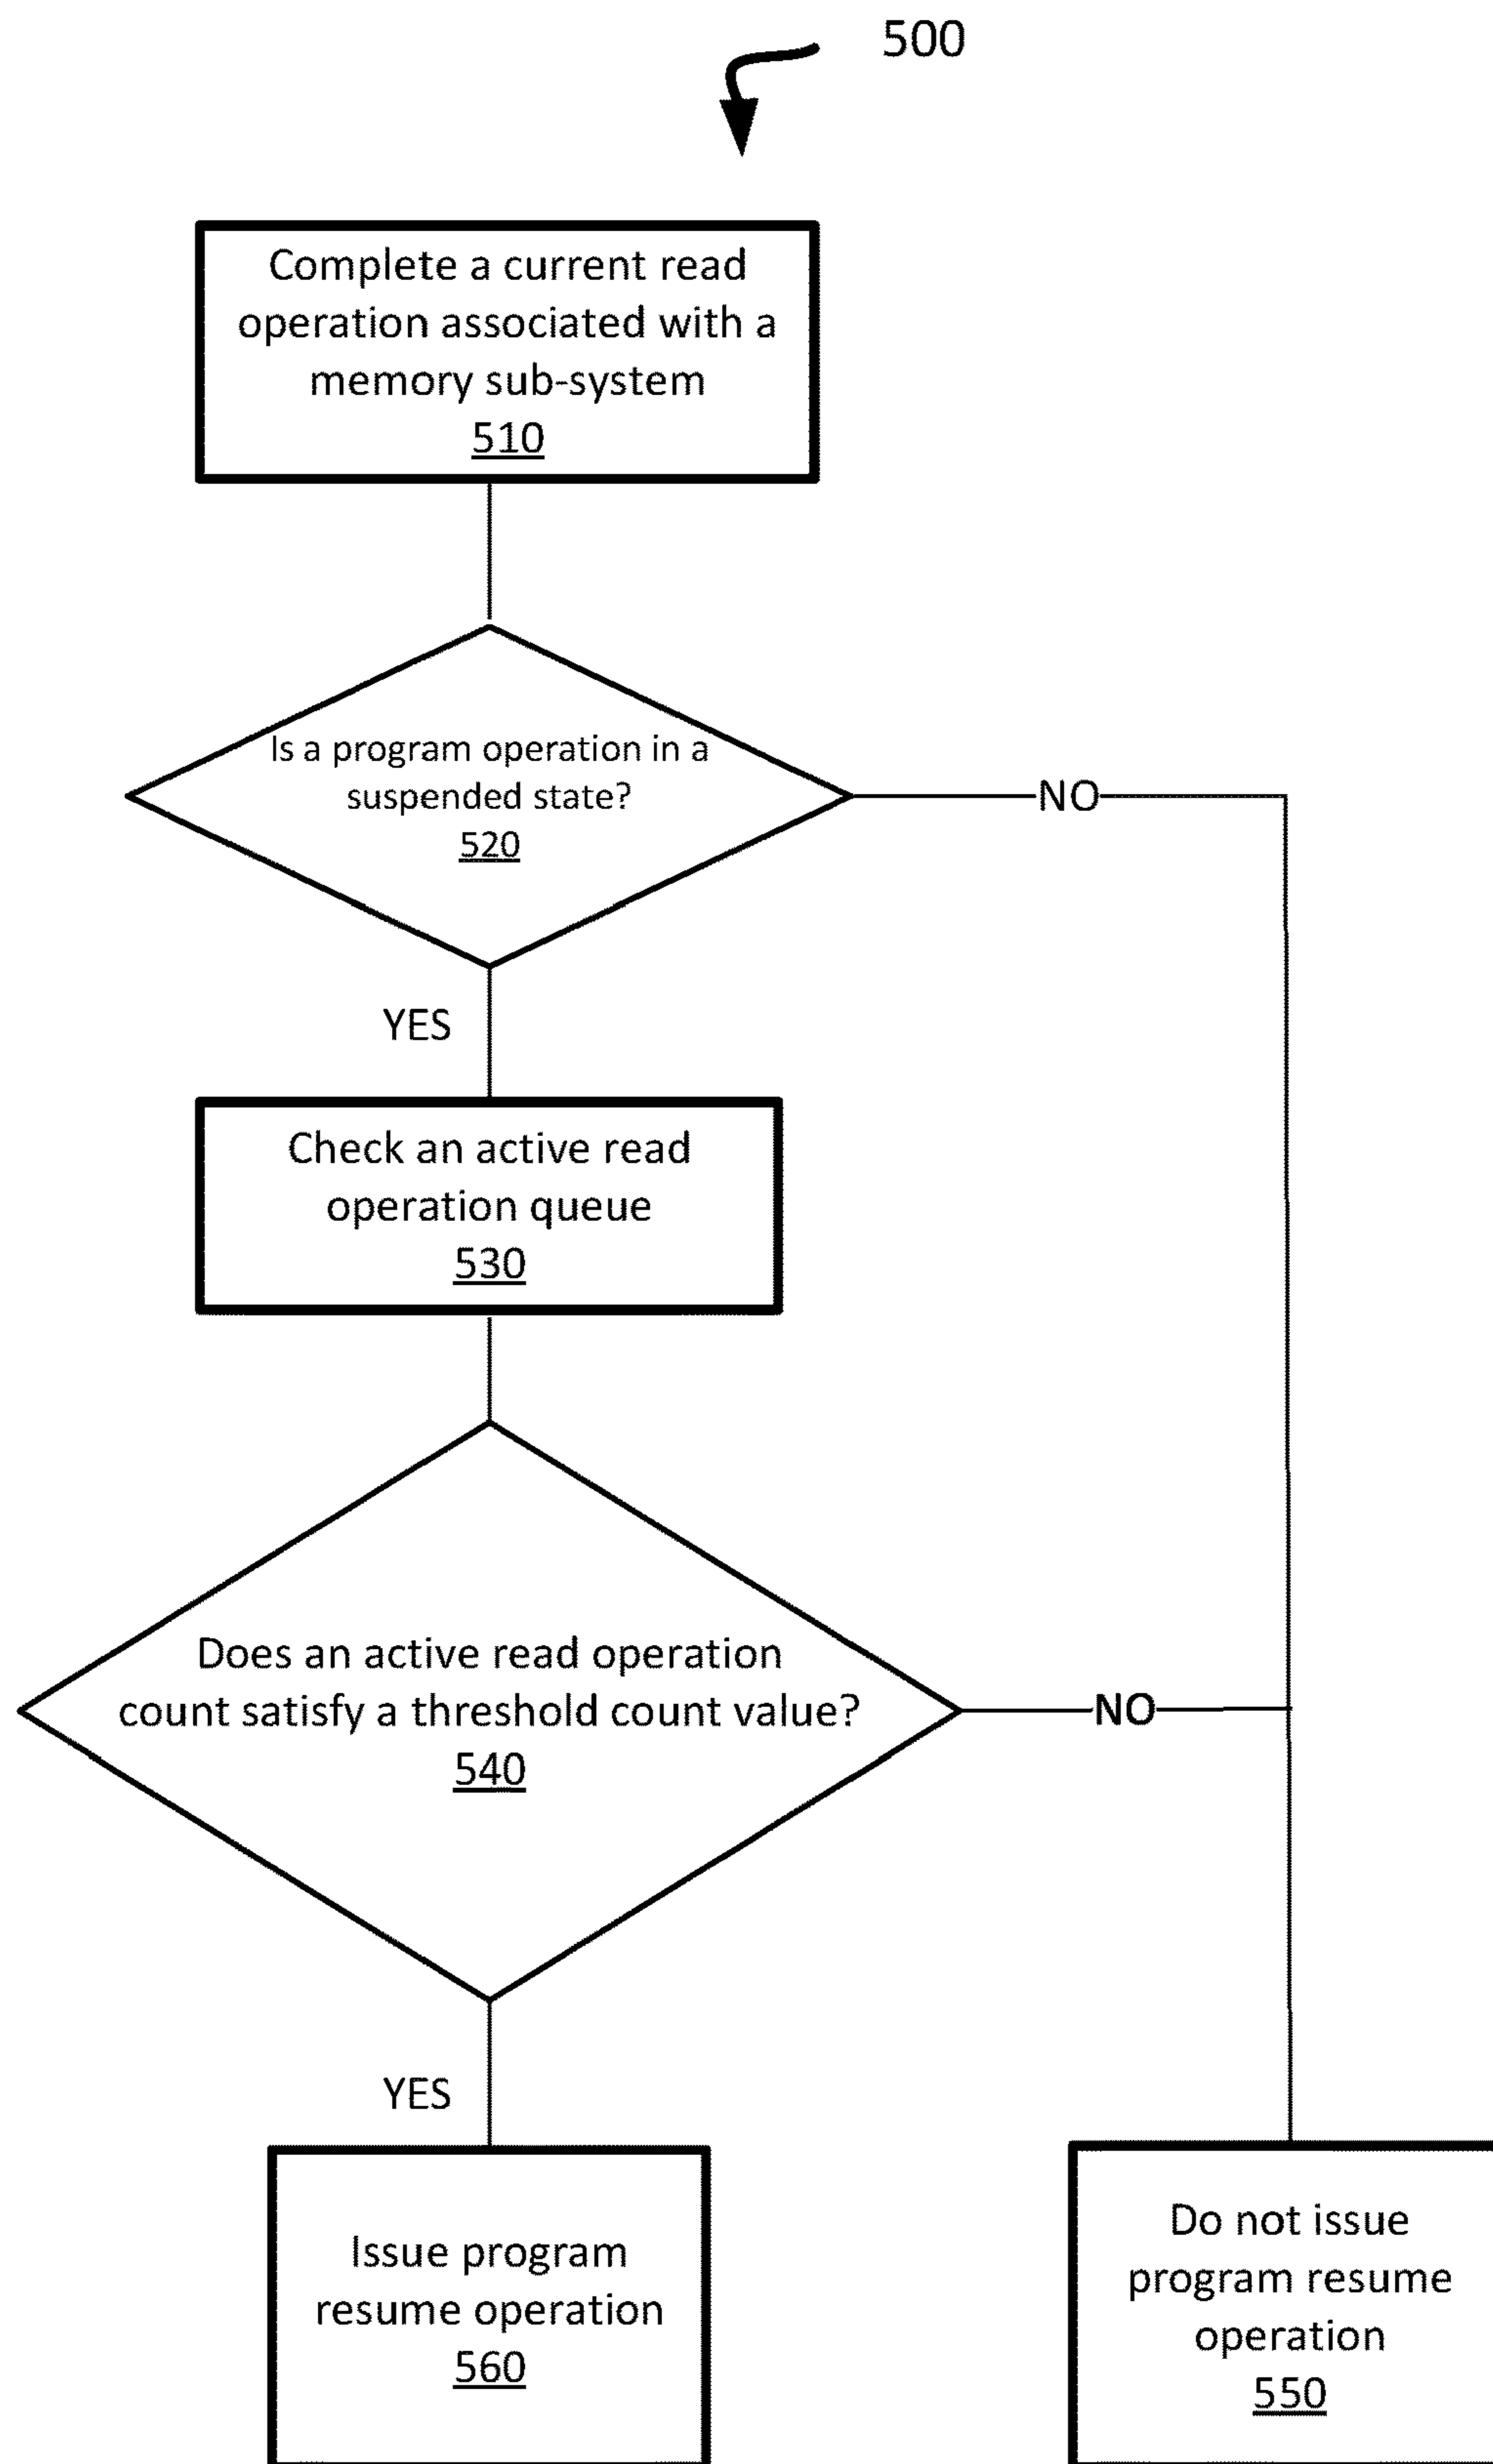 500
Complete a current read
operation associated with a
memory sub-system
510
Is a program operation in a
suspended state?
520
NO
YES
Check an active read
operation queue
530
Does an active read operation
count satisfy a threshold count value?
540
NO
YES
Issue program
resume operation
560
Do not issue
program resume
operation
550